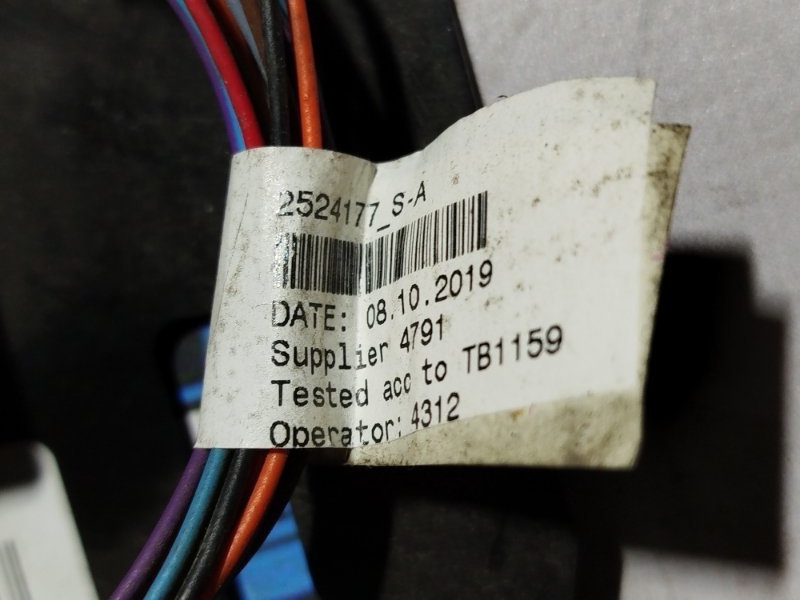 2524177_S-A
DATE: 08.10.2019
Supplier 4791
Tested acc to TB1159
Operator: 4312